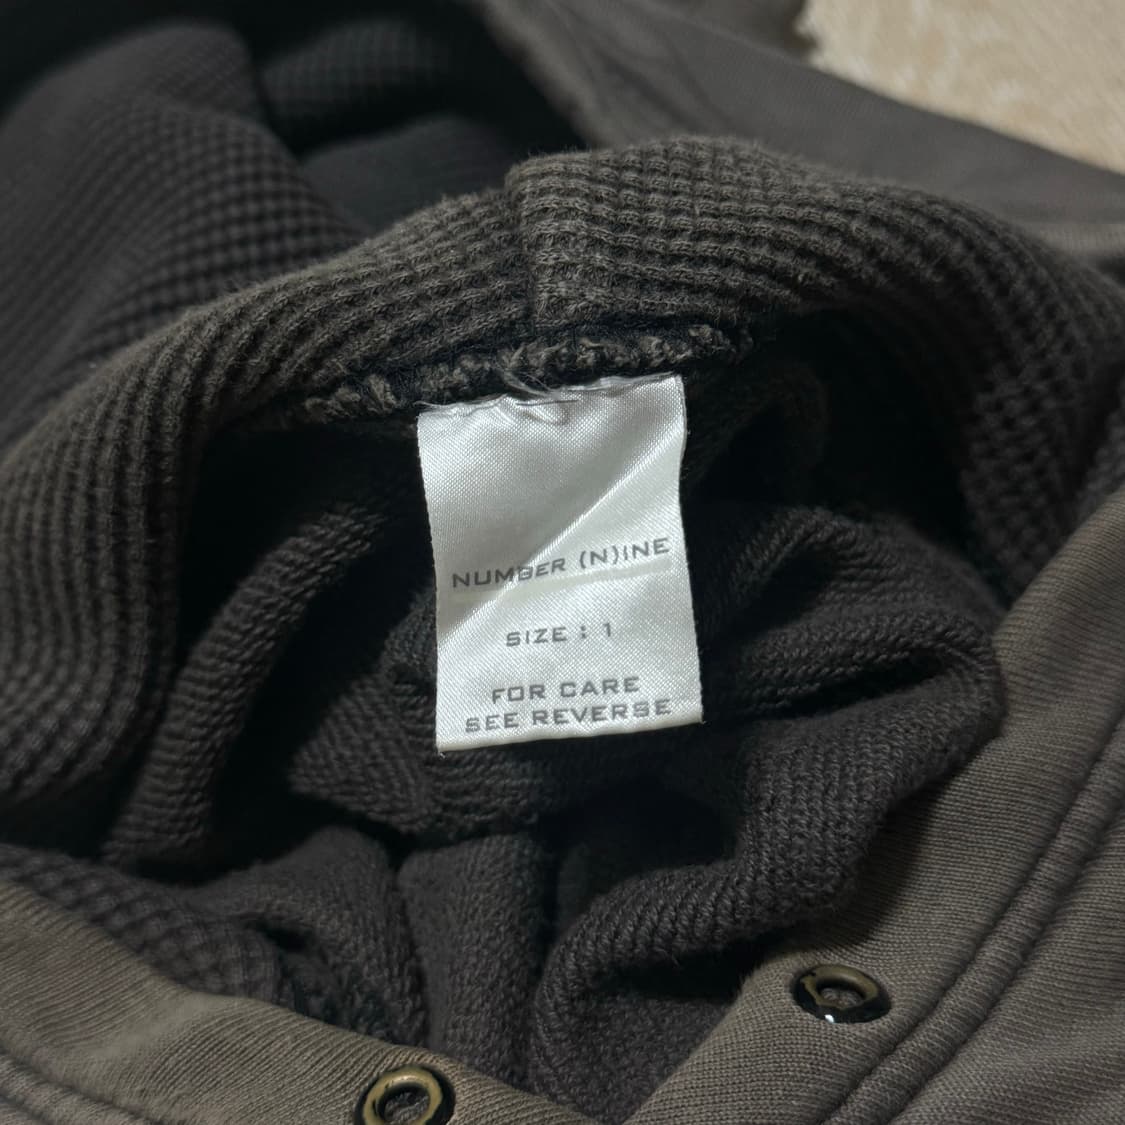 NUMBER (N)INE
SIZE : 1
FOR CARE
SEE REVERSE